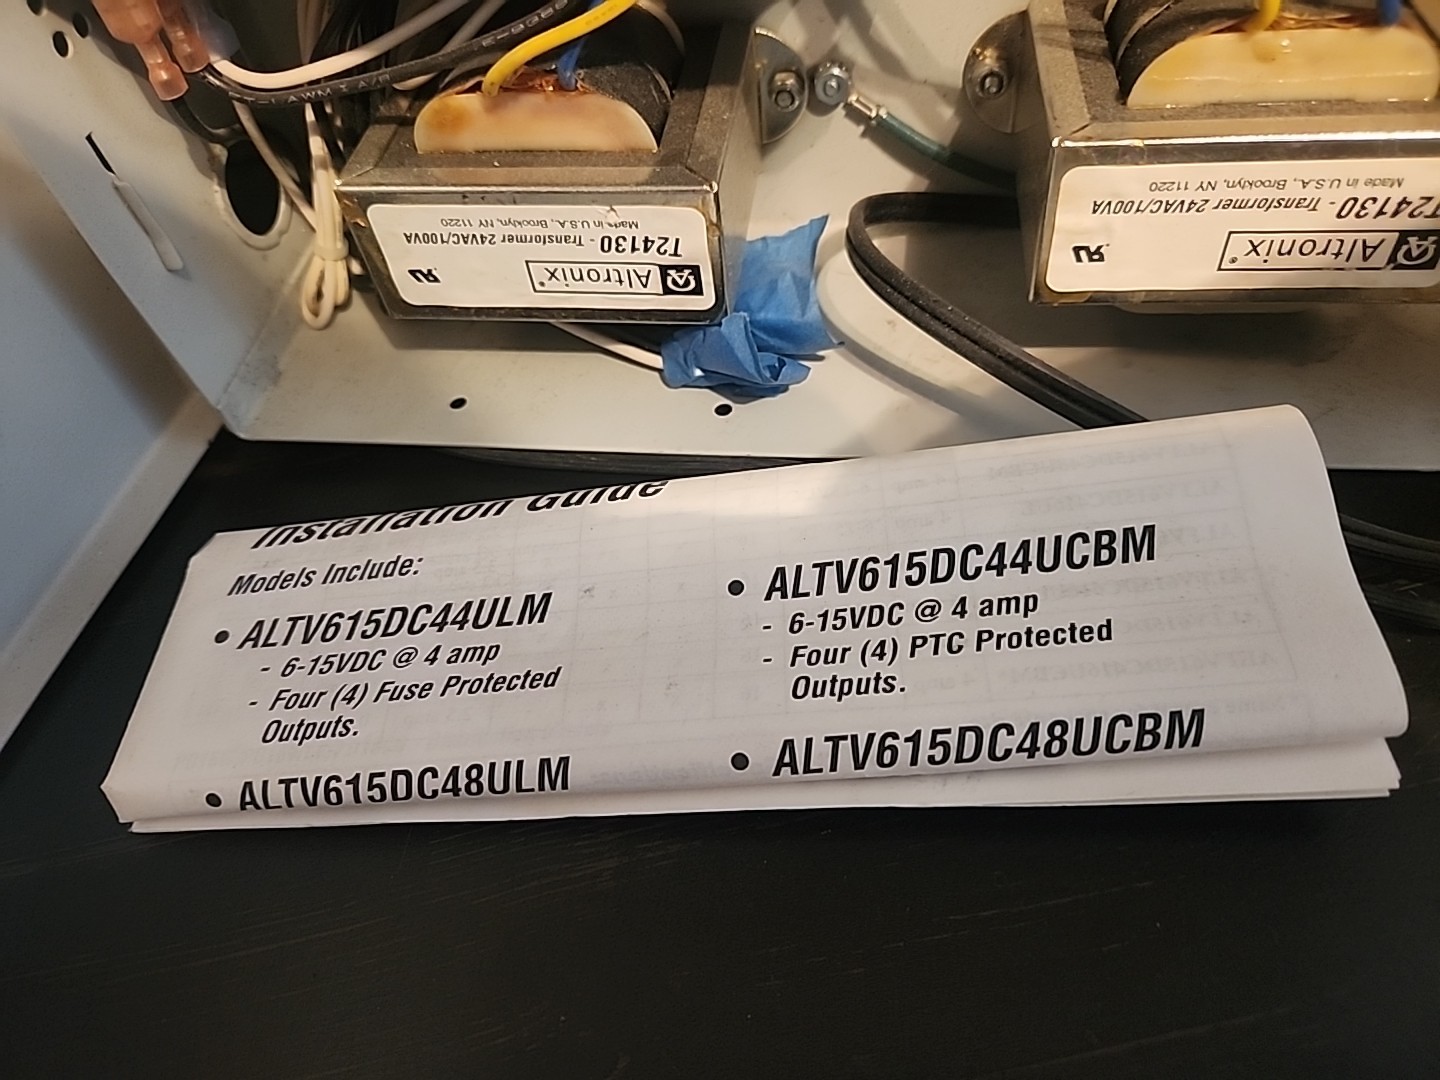 AWM
Altronix®
T24130 - Transformer 24VAC/100VA
Made in U.S.A., Brooklyn, NY 11220
Altronix®
T24130 - Transformer 24VAC/100VA
Made in U.S.A., Brooklyn, NY 11220
Installation Guide
Models Include:
• ALTV615DC44ULM
- 6-15VDC @ 4 amp
- Four (4) Fuse Protected
Outputs.
• ALTV615DC48ULM
• ALTV615DC44UCBM
- 6-15VDC @ 4 amp
- Four (4) PTC Protected
Outputs.
• ALTV615DC48UCBM